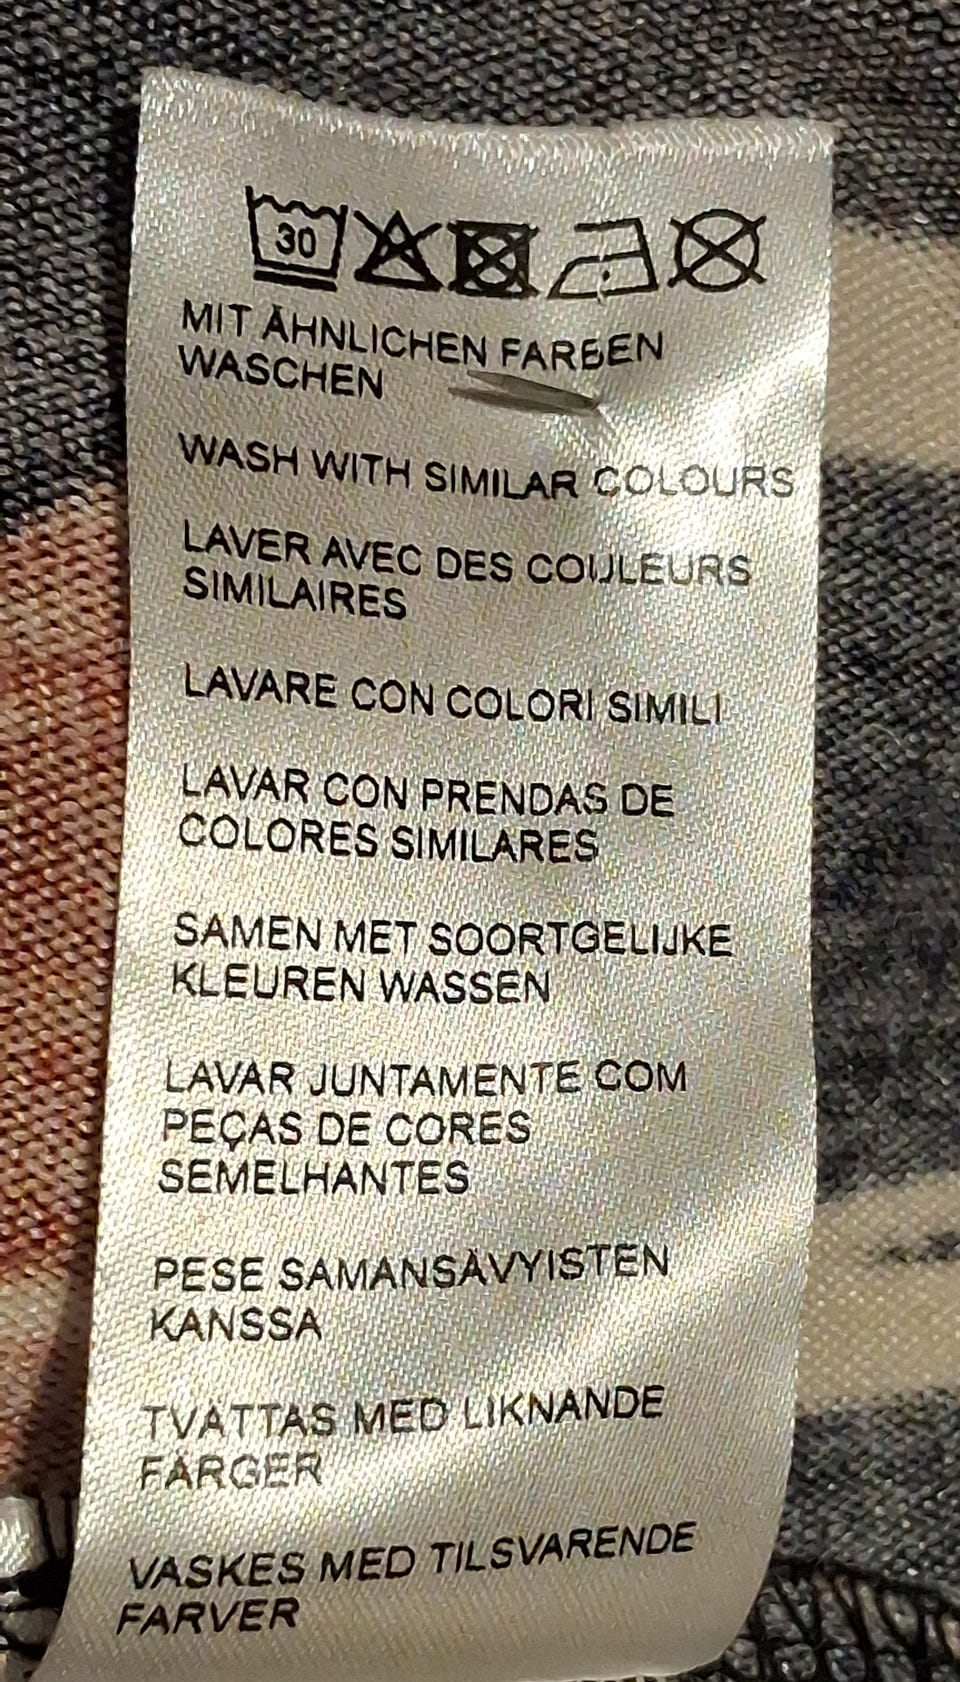 30
MIT ÄHNLICHEN FARBEN
WASCHEN
WASH WITH SIMILAR COLOURS
LAVER AVEC DES COULEURS
SIMILAIRES
LAVARE CON COLORI SIMILI
LAVAR CON PRENDAS DE
COLORES SIMILARES
SAMEN MET SOORTGELIJKE
KLEUREN WASSEN
LAVAR JUNTAMENTE COM
PEÇAS DE CORES
SEMELHANTES
PESE SAMANSÄVYISTEN
KANSSA
TVÄTTAS MED LIKNANDE
FÄRGER
VASKES MED TILSVARENDE
FARVER